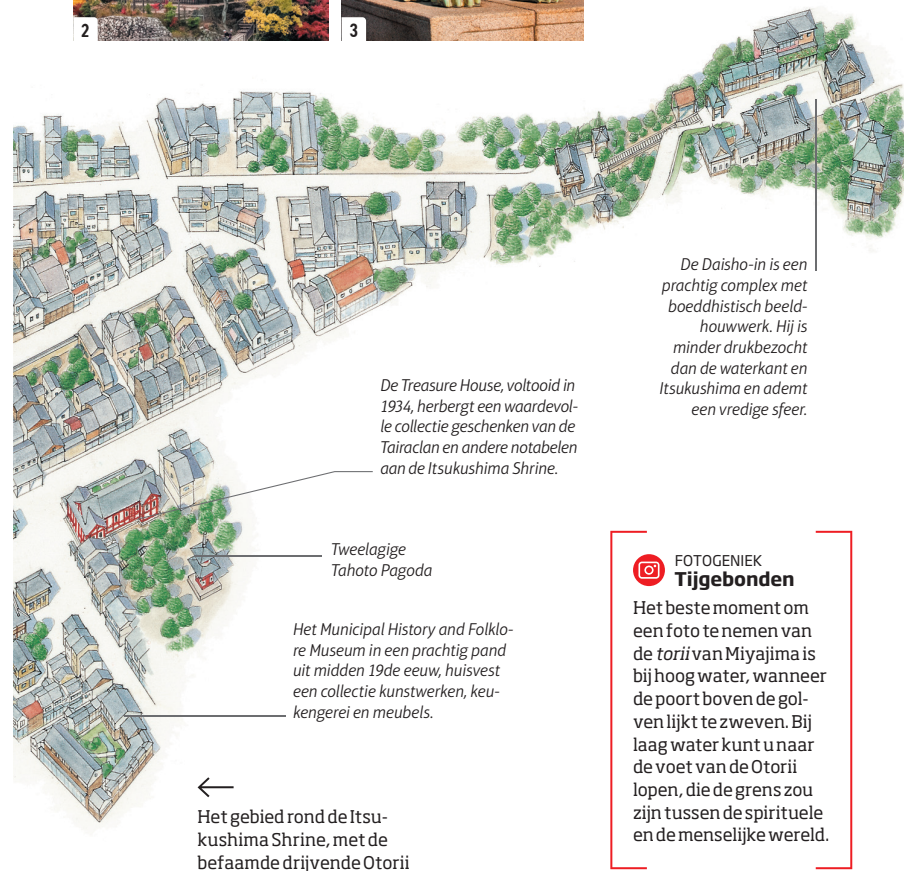 2
3
De Daisho-in is een
prachtig complex met
boeddhistisch beeld-
houwwerk. Hij is
minder drukbezocht
dan de waterkant en
Itsukushima en ademt
een vredige sfeer.
De Treasure House, voltooid in
1934, herbergt een waardevol-
le collectie geschenken van de
Tairaclan en andere notabelen
aan de Itsukushima Shrine.
Tweelagige
Tahoto Pagoda
Het Municipal History and Folklo-
re Museum in een prachtig pand
uit midden 19de eeuw, huisvest
een collectie kunstwerken, keu-
kengerei en meubels.
Het gebied rond de Itsu-
kushima Shrine, met de
befaamde drijvende Otorii
FOTOGENIEK
Tijgebonden
Het beste moment om
een foto te nemen van
de torii van Miyajima is
bij hoog water, wanneer
de poort boven de gol-
ven lijkt te zweven. Bij
laag water kunt u naar
de voet van de Otorii
lopen, die de grens zou
zijn tussen de spirituele
en de menselijke wereld.